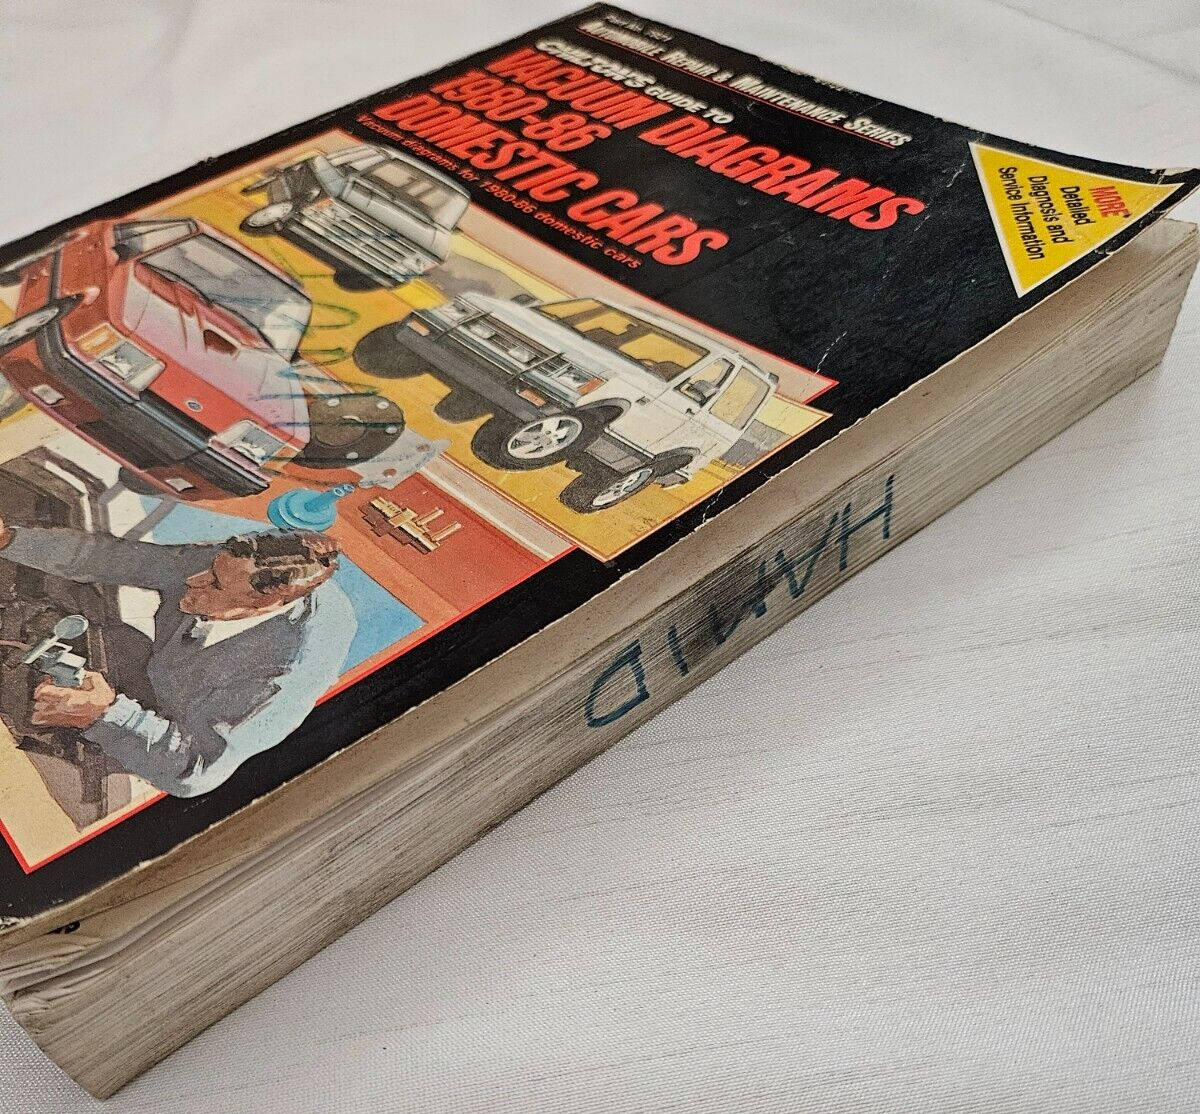 AUTOMOBILE REPAIR & MAINTENANCE SERIES
CHILTON'S GUIDE TO
VACUUM DIAGRAMS
1980-86
DOMESTIC CARS
Vacuum diagrams for 1980-86 domestic cars
MORE
Detailed
Diagnosis and
Service Information
HAMID